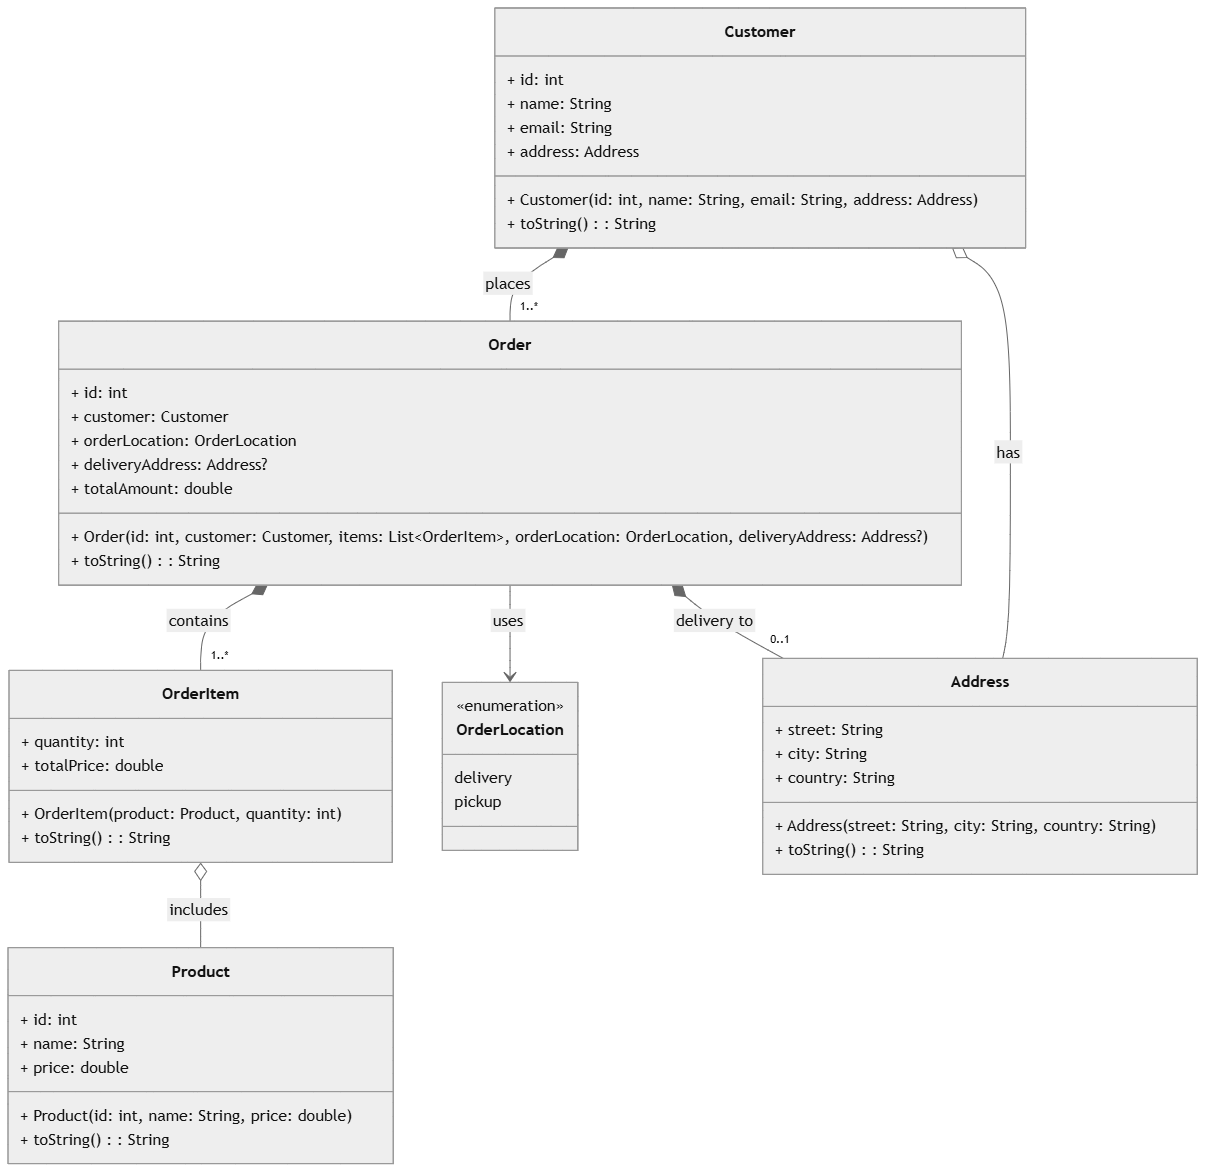 Customer
+ id: int
+ name: String
+ email: String
+ address: Address
+ Customer(id: int, name: String, email: String, address: Address)
+ toString() : : String
places
1..*
Order
+ id: int
+ customer: Customer
+ orderLocation: OrderLocation
+ deliveryAddress: Address?
+ totalAmount: double
+ Order(id: int, customer: Customer, items: List<OrderItem>, orderLocation: OrderLocation, deliveryAddress: Address?)
+ toString() : : String
has
contains
1..*
uses
delivery to
0..1
OrderItem
+ quantity: int
+ totalPrice: double
+ OrderItem(product: Product, quantity: int)
+ toString() : : String
«enumeration»
OrderLocation
delivery
pickup
Address
+ street: String
+ city: String
+ country: String
+ Address(street: String, city: String, country: String)
+ toString() : : String
includes
Product
+ id: int
+ name: String
+ price: double
+ Product(id: int, name: String, price: double)
+ toString() : : String